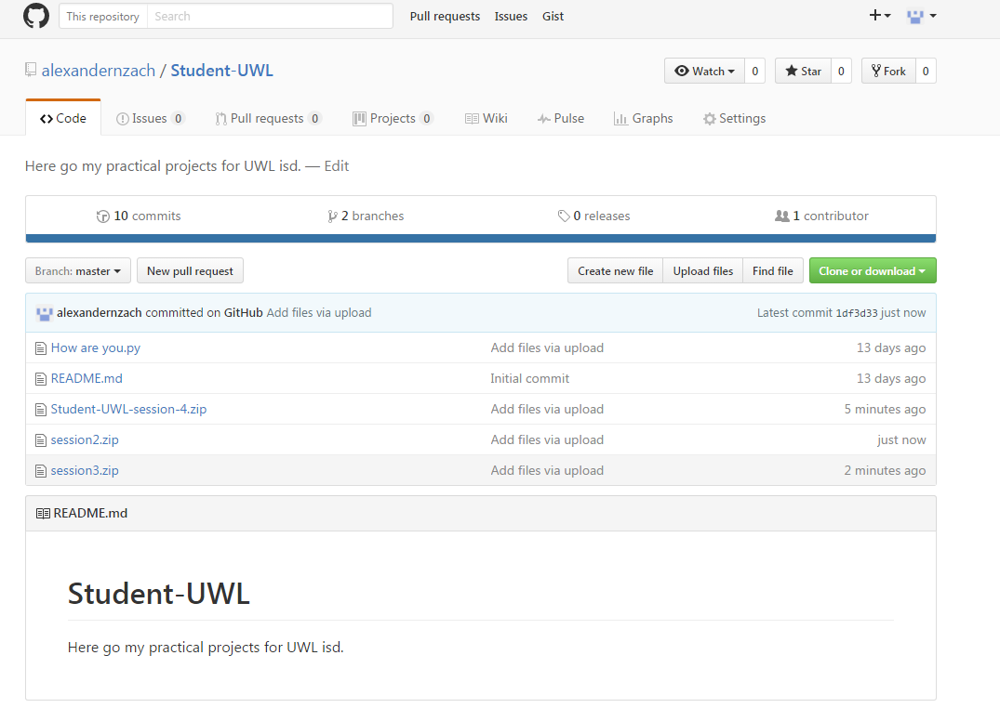 This repository Search Pull requests Issues Gist
alexandernzach / Student-UWL Watch 0 Star 0 Fork 0
Code Issues 0 Pull requests 0 Projects 0 Wiki Pulse Graphs Settings
Here go my practical projects for UWL isd. — Edit
10 commits 2 branches 0 releases 1 contributor
Branch: master New pull request Create new file Upload files Find file Clone or download
alexandernzach committed on GitHub Add files via upload Latest commit 1df3d33 just now
How are you.py Add files via upload 13 days ago
README.md Initial commit 13 days ago
Student-UWL-session-4.zip Add files via upload 5 minutes ago
session2.zip Add files via upload just now
session3.zip Add files via upload 2 minutes ago
README.md
Student-UWL
Here go my practical projects for UWL isd.